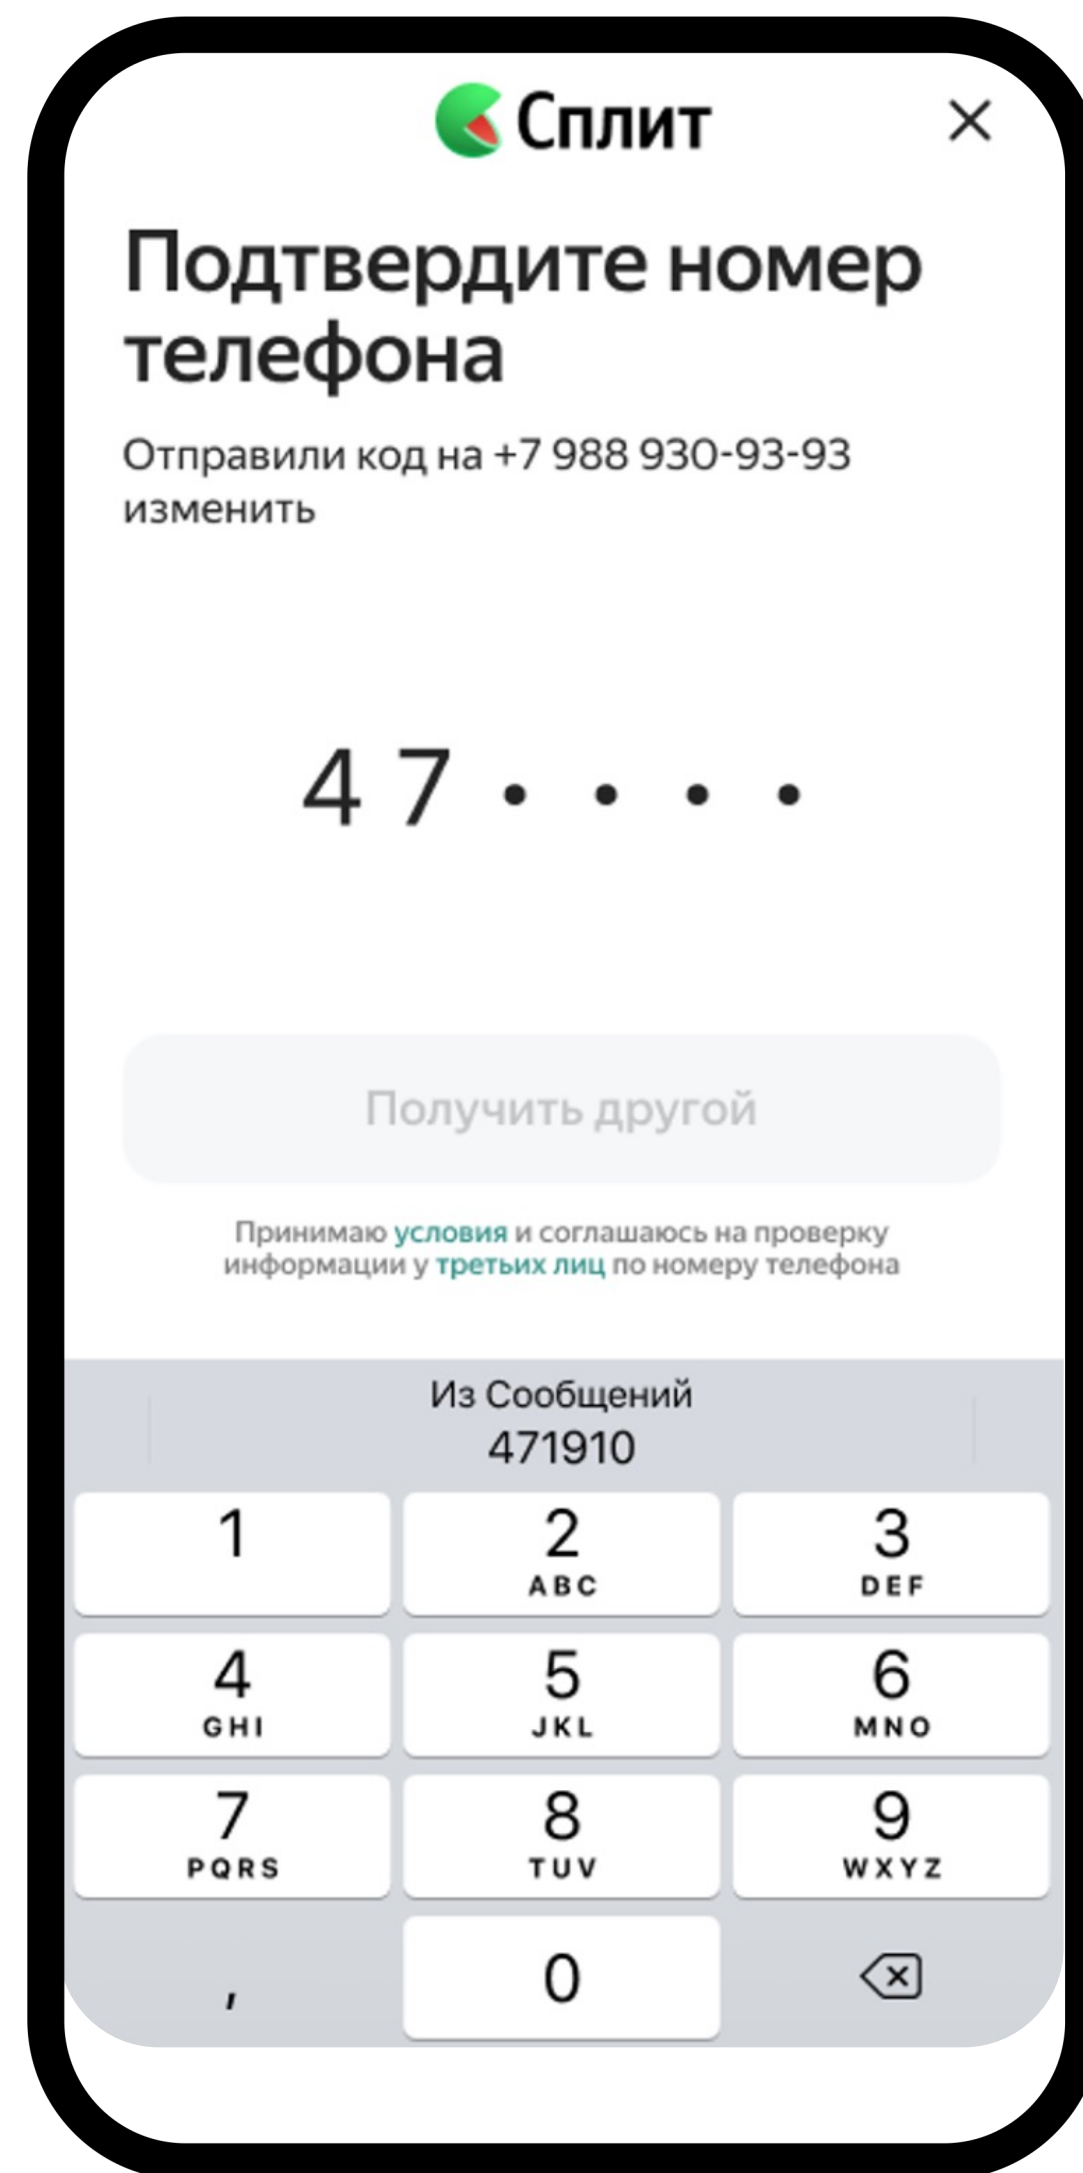 Сплит
Подтвердите номер
телефона
Отправили код на +7 988 930-93-93
изменить
4 7 • • • •
Получить другой
Принимаю условия и соглашаюсь на проверку
информации у третьих лиц по номеру телефона
Из Сообщений
471910
1 2 3
ABC DEF
4 5 6
GHI JKL MNO
7 8 9
PQRS TUV WXYZ
, 0